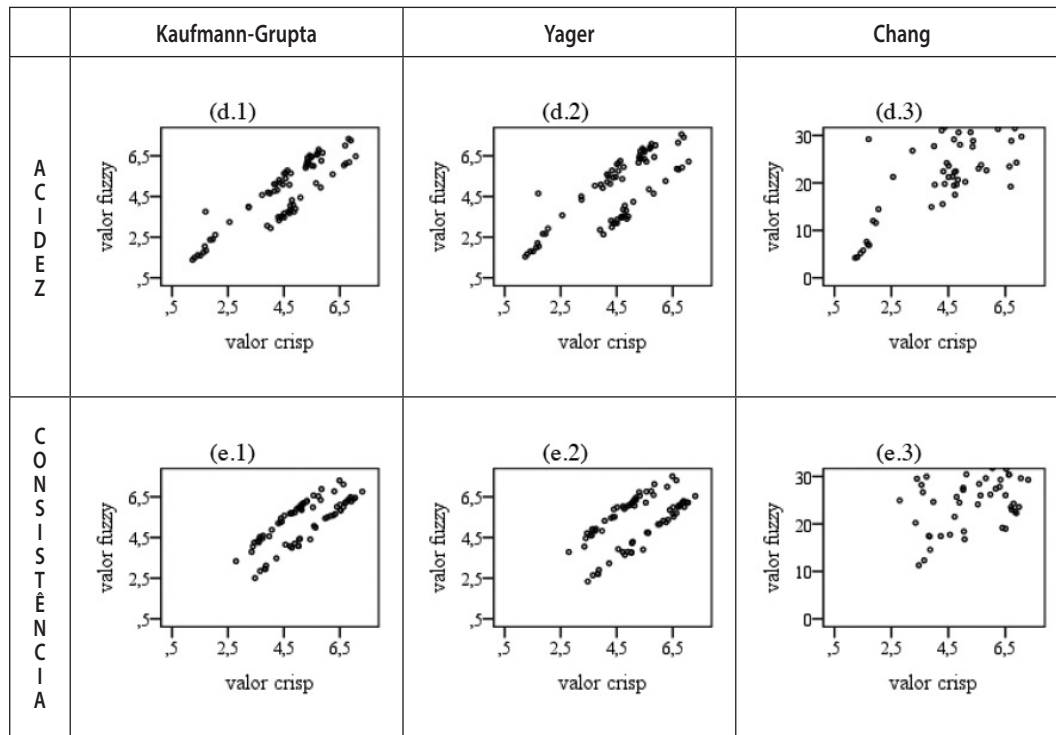 Kaufmann-Grupta Yager Chang
ACIDEZ
(d.1)
valor fuzzy
6,5
4,5
2,5
,5
,5 2,5 4,5 6,5
valor crisp
(d.2)
valor fuzzy
6,5
4,5
2,5
,5
,5 2,5 4,5 6,5
valor crisp
(d.3)
valor fuzzy
30
20
10
0
,5 2,5 4,5 6,5
valor crisp
CONSISTÊNCIA
(e.1)
valor fuzzy
6,5
4,5
2,5
,5
,5 2,5 4,5 6,5
valor crisp
(e.2)
valor fuzzy
6,5
4,5
2,5
,5
,5 2,5 4,5 6,5
valor crisp
(e.3)
valor fuzzy
30
20
10
0
,5 2,5 4,5 6,5
valor crisp